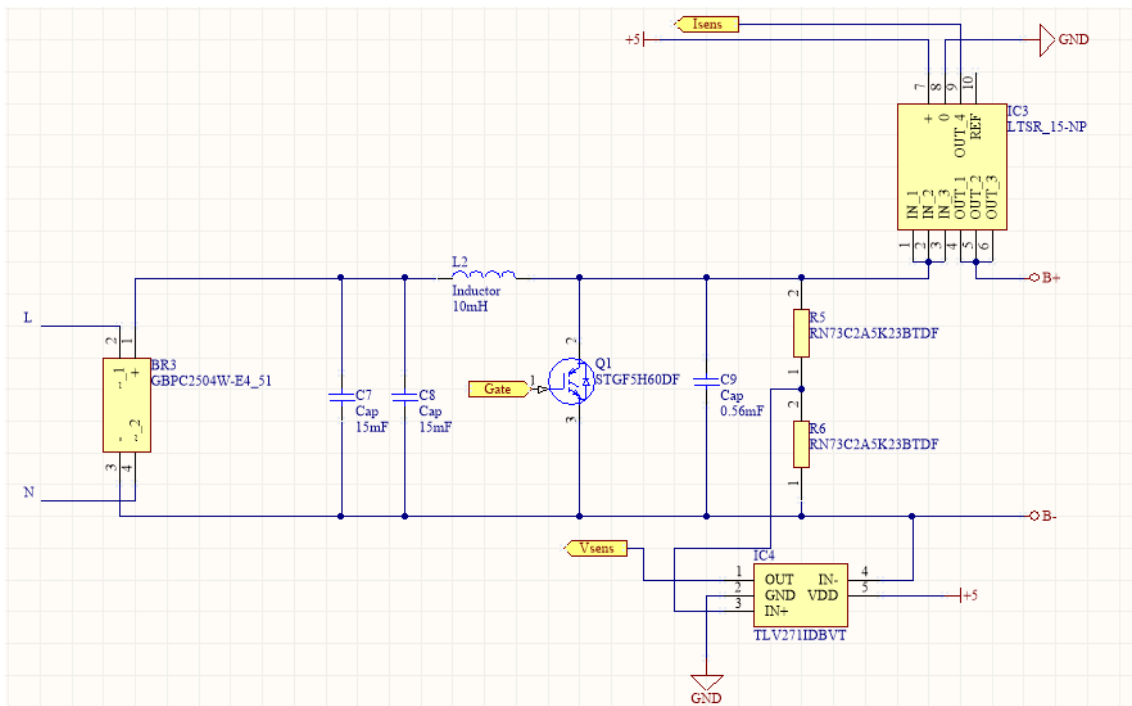 Isens
+5
GND
7
8
9
10
IC3
LTSR_15-NP
+
0
OUT_4
REF
IN_1
IN_2
IN_3
OUT_1
OUT_2
OUT_3
1
2
3
4
5
6
B+
L2
Inductor
10mH
L
2
1
BR3
GBPC2504W-E4_51
~_1
+
-
~_2
3
4
N
C7
Cap
15mF
C8
Cap
15mF
Gate
1
2
Q1
STGF5H60DF
3
C9
Cap
0.56mF
2
R5
RN73C2A5K23BTDF
1
2
R6
RN73C2A5K23BTDF
1
B-
Vsens
IC4
1
OUT
IN-
4
2
GND
VDD
5
+5
3
IN+
TLV271IDBVT
GND